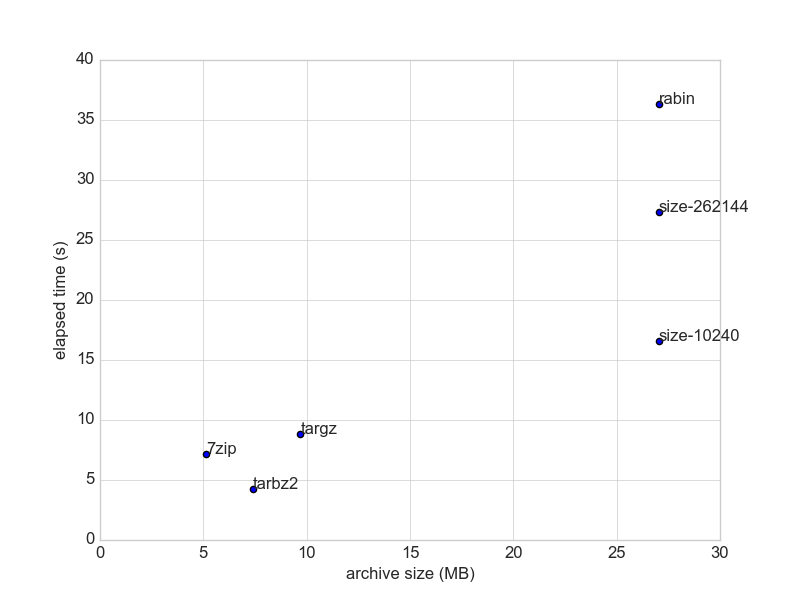 40
35
30
25
20
15
10
5
0
rabin
size-262144
size-10240
targz
7zip
tarbz2
0 5 10 15 20 25 30
archive size (MB)
elapsed time (s)